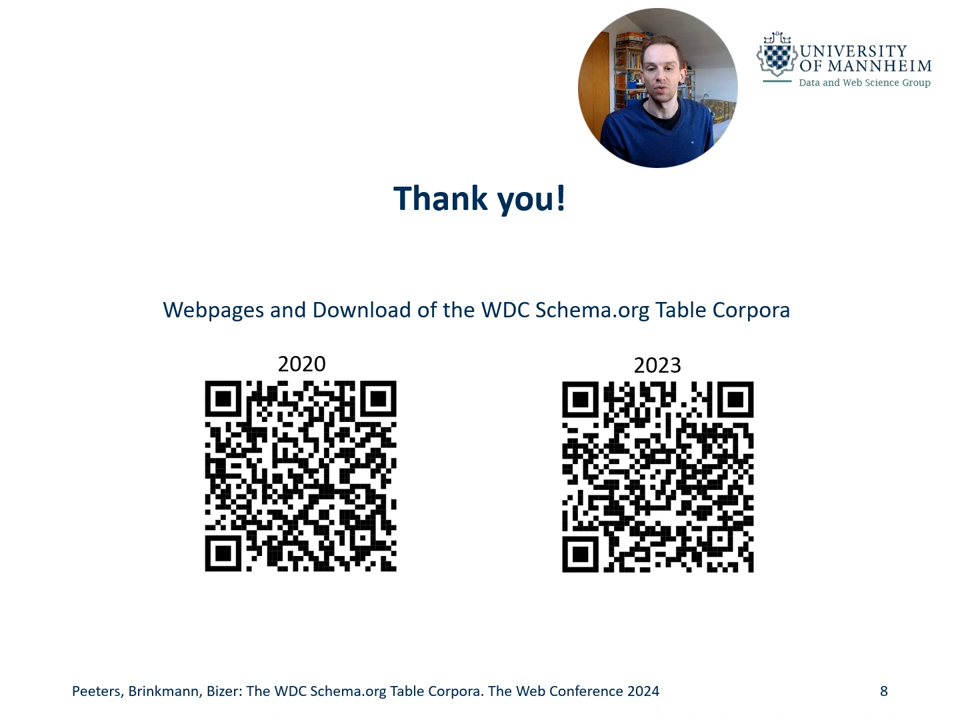 UNIVERSITY
OF MANNHEIM
Data and Web Science Group
Thank you!
Webpages and Download of the WDC Schema.org Table Corpora
2020
2023
Peeters, Brinkmann, Bizer: The WDC Schema.org Table Corpora. The Web Conference 2024
8